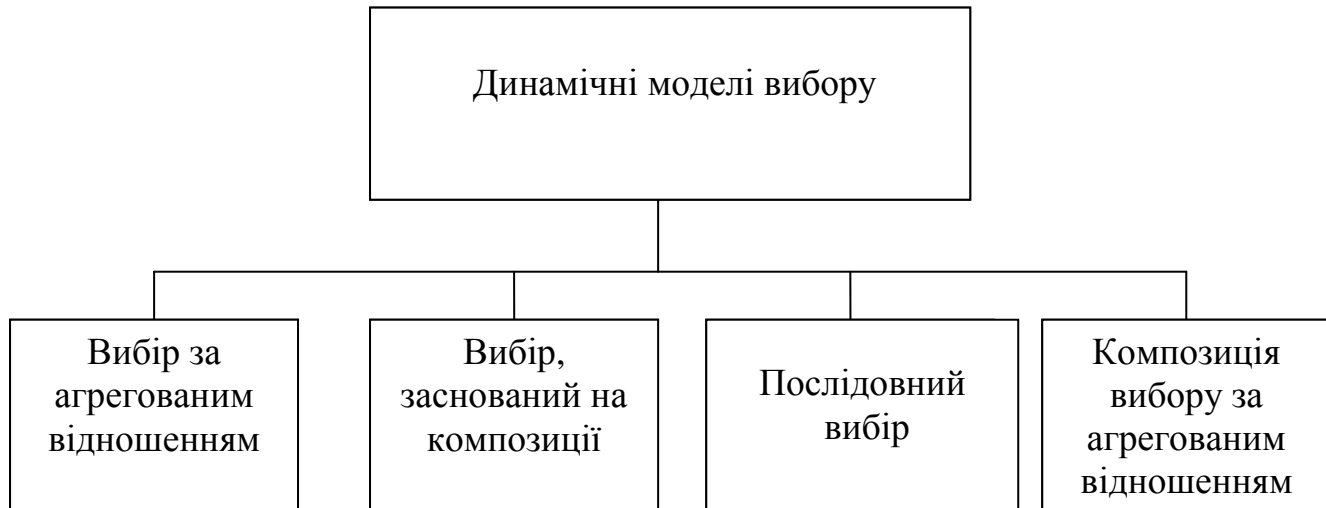 Динамічні моделі вибору
Вибір за
агрегованим
відношенням
Вибір,
заснований на
композиції
Послідовний
вибір
Композиція
вибору за
агрегованим
відношенням